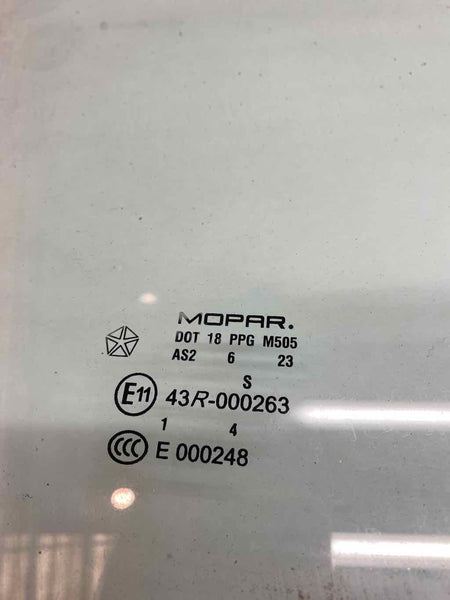 MOPAR.
DOT 18 PPG M505
AS2 6 23
S
E11 43R-000263
1 4
CCC E 000248